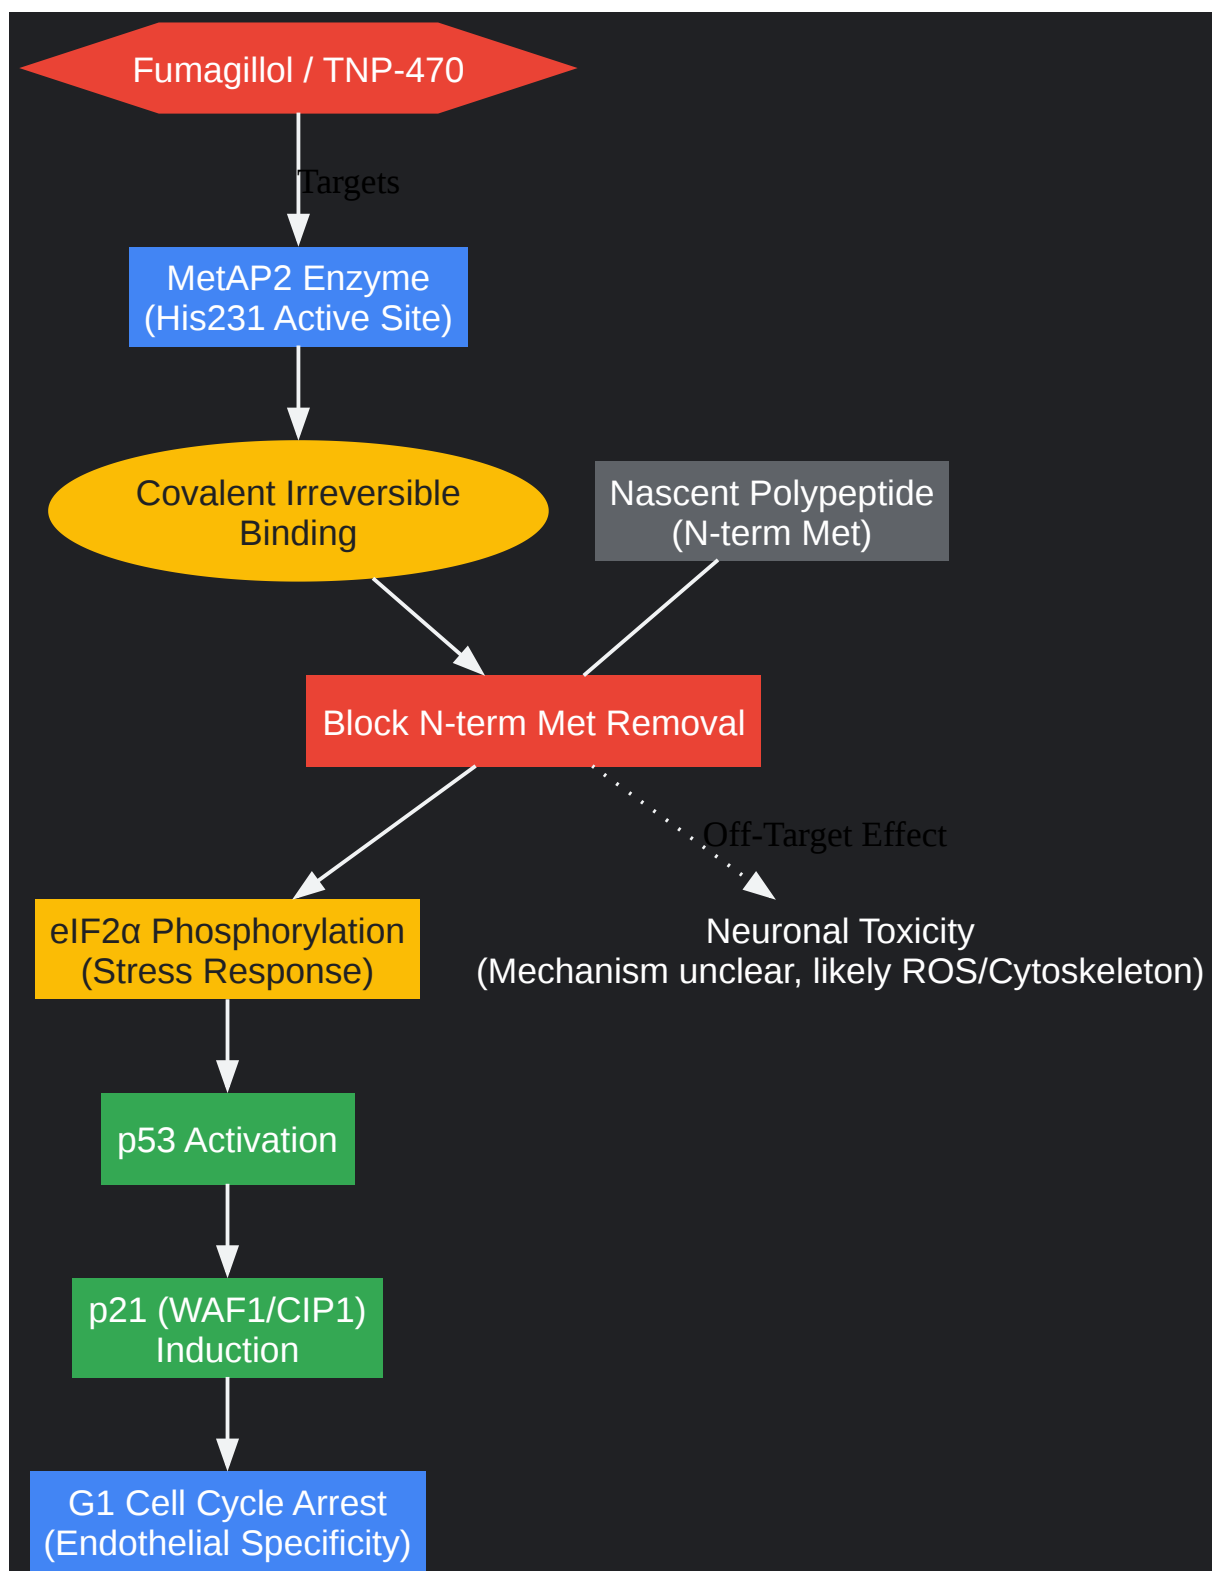 Fumagillol / TNP-470
Targets
MetAP2 Enzyme
(His231 Active Site)
Covalent Irreversible
Binding
Nascent Polypeptide
(N-term Met)
Block N-term Met Removal
Off-Target Effect
eIF2α Phosphorylation
(Stress Response)
Neuronal Toxicity
(Mechanism unclear, likely ROS/Cytoskeleton)
p53 Activation
p21 (WAF1/CIP1)
Induction
G1 Cell Cycle Arrest
(Endothelial Specificity)